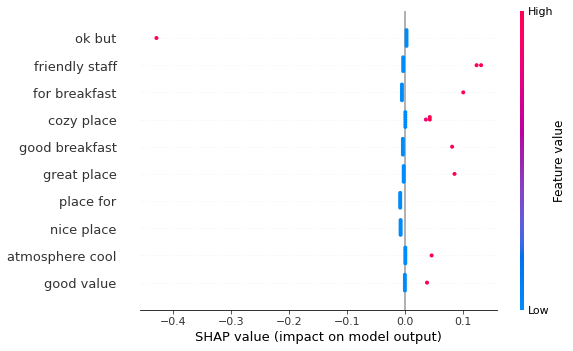 High
ok but
friendly staff
for breakfast
cozy place
good breakfast
great place
place for
nice place
atmosphere cool
good value
Feature value
Low
−0.4 −0.3 −0.2 −0.1 0.0 0.1
SHAP value (impact on model output)